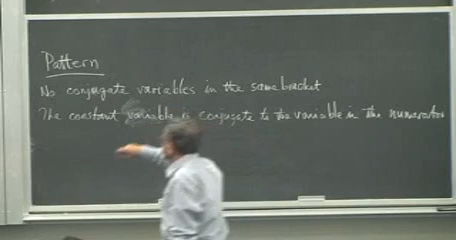 Pattern
No conjugate variables in the same bracket
The constant variable is conjugate to the variable in the numerator